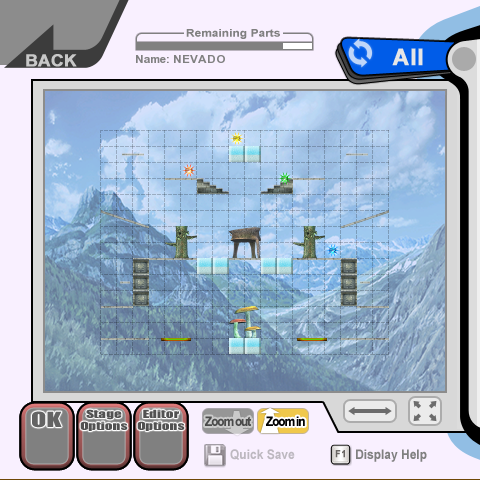 Remaining Parts
BACK
Name: NEVADO
All
OK
Stage Options
Editor Options
Zoom out
Zoom in
Quick Save
F1 Display Help